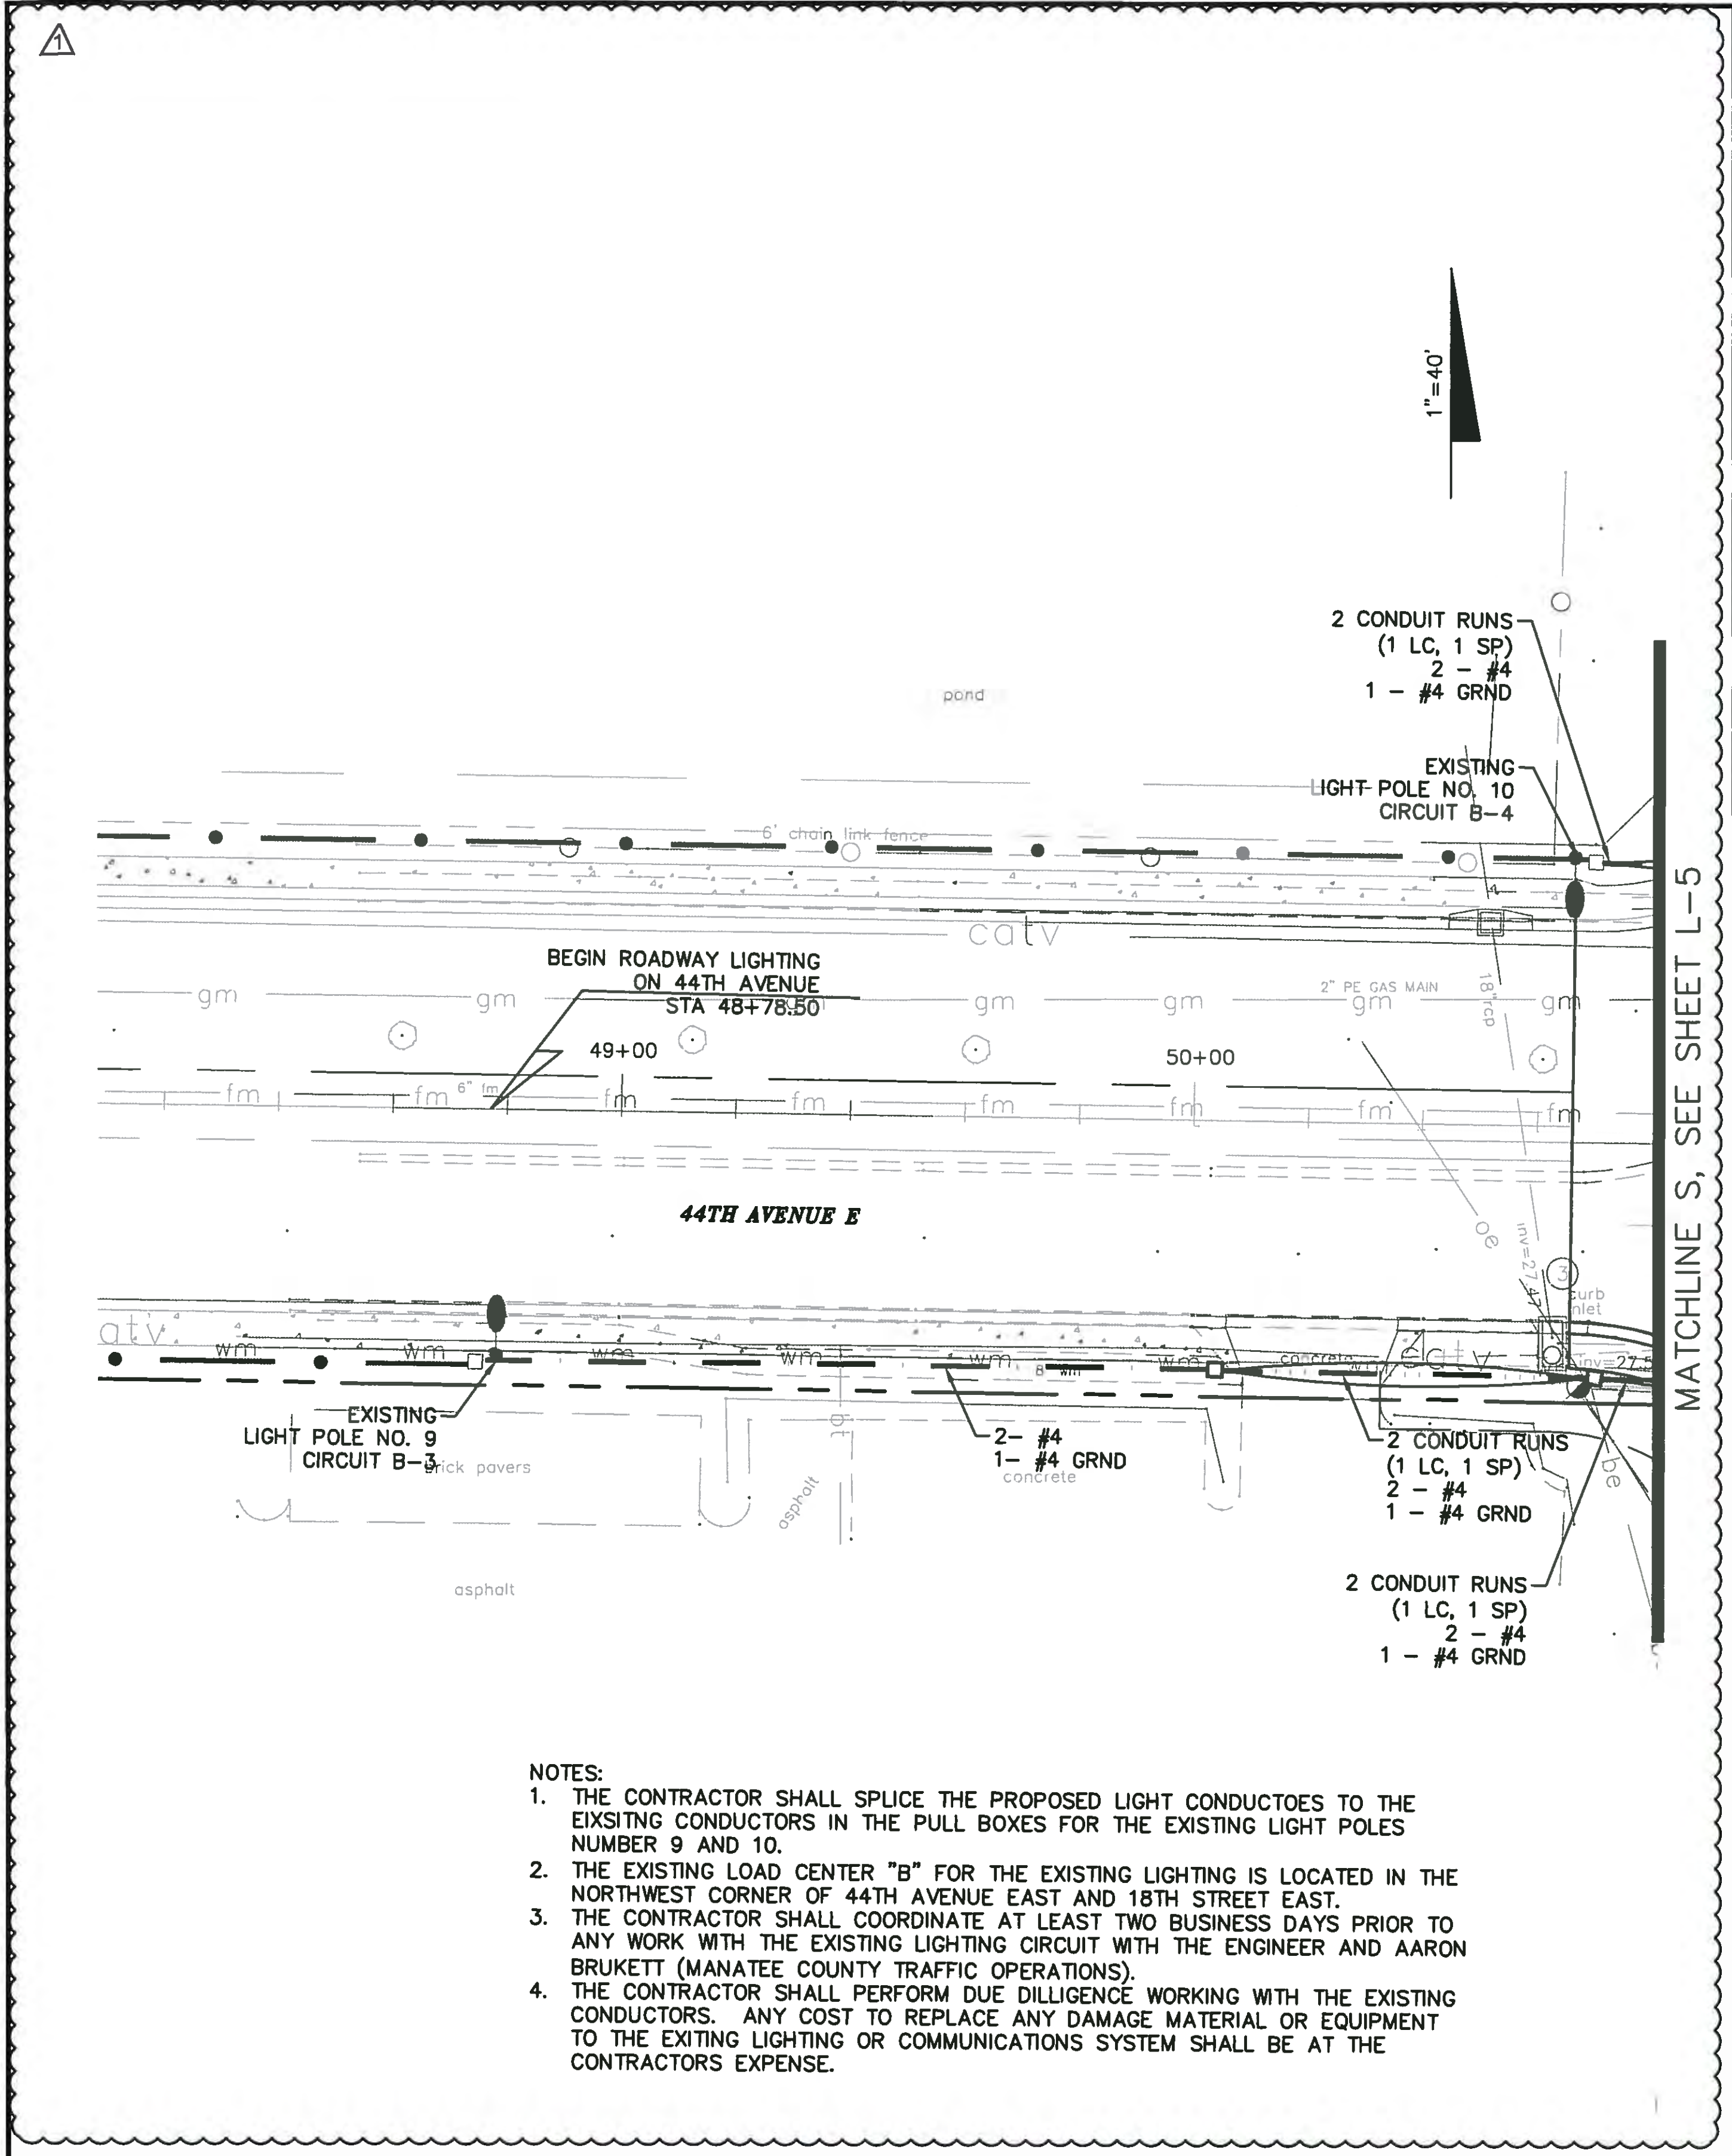 1
1"=40'
2 CONDUIT RUNS
(1 LC, 1 SP)
2 - #4
1 - #4 GRND
pond
EXISTING
LIGHT POLE NO. 10
CIRCUIT B-4
6' chain link fence
catv
BEGIN ROADWAY LIGHTING
ON 44TH AVENUE
STA 48+78.50
gm gm gm gm gm gm
2" PE GAS MAIN
18"rcp
49+00
50+00
fm fm 6" fm fm fm fm fm fm fm
44TH AVENUE E
oe
inv=27.47
3
curb
inlet
atv
wm wm wm wm wm wm
8" wm
concrete
catv
inv=27.5
EXISTING
LIGHT POLE NO. 9
CIRCUIT B-3
brick pavers
bt
asphalt
2- #4
1- #4 GRND
concrete
2 CONDUIT RUNS
(1 LC, 1 SP)
2 - #4
1 - #4 GRND
be
asphalt
2 CONDUIT RUNS
(1 LC, 1 SP)
2 - #4
1 - #4 GRND
MATCHLINE S, SEE SHEET L-5
NOTES:
1. THE CONTRACTOR SHALL SPLICE THE PROPOSED LIGHT CONDUCTOES TO THE
EIXSITNG CONDUCTORS IN THE PULL BOXES FOR THE EXISTING LIGHT POLES
NUMBER 9 AND 10.
2. THE EXISTING LOAD CENTER "B" FOR THE EXISTING LIGHTING IS LOCATED IN THE
NORTHWEST CORNER OF 44TH AVENUE EAST AND 18TH STREET EAST.
3. THE CONTRACTOR SHALL COORDINATE AT LEAST TWO BUSINESS DAYS PRIOR TO
ANY WORK WITH THE EXISTING LIGHTING CIRCUIT WITH THE ENGINEER AND AARON
BRUKETT (MANATEE COUNTY TRAFFIC OPERATIONS).
4. THE CONTRACTOR SHALL PERFORM DUE DILLIGENCE WORKING WITH THE EXISTING
CONDUCTORS. ANY COST TO REPLACE ANY DAMAGE MATERIAL OR EQUIPMENT
TO THE EXITING LIGHTING OR COMMUNICATIONS SYSTEM SHALL BE AT THE
CONTRACTORS EXPENSE.